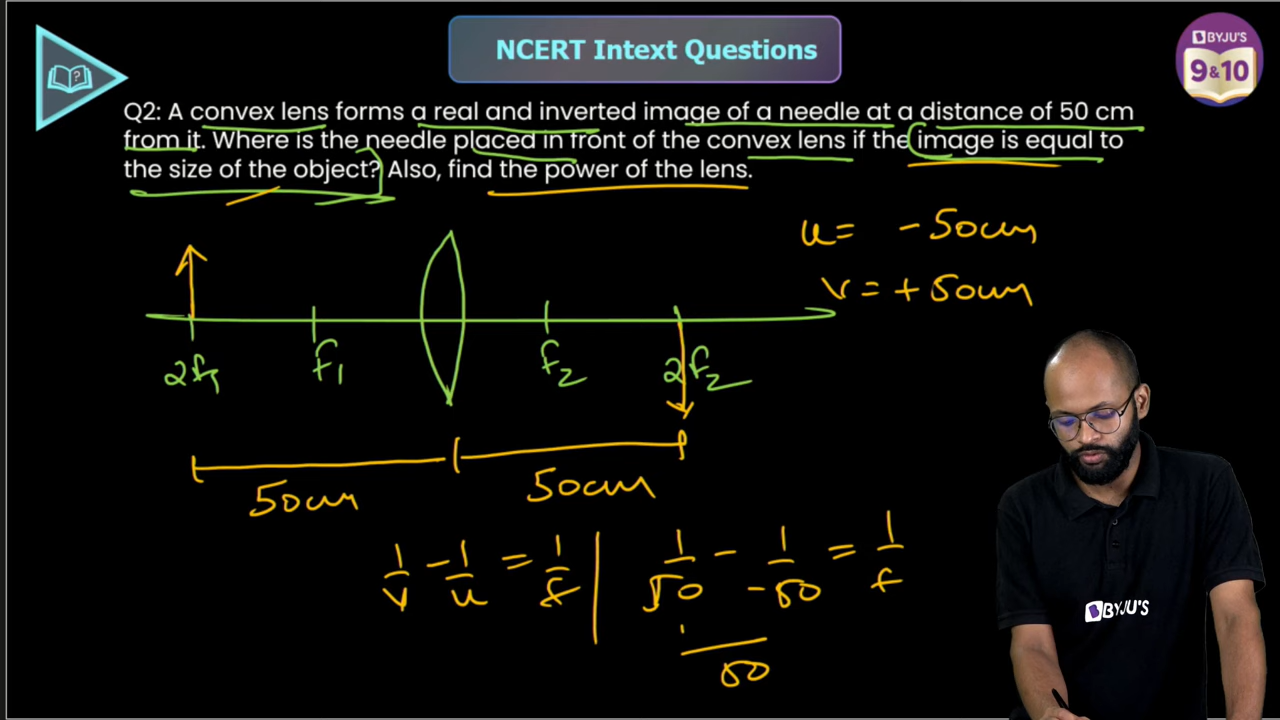 NCERT Intext Questions
BYJU'S
9&10
Q2: A convex lens forms a real and inverted image of a needle at a distance of 50 cm
from it. Where is the needle placed in front of the convex lens if the image is equal to
the size of the object? Also, find the power of the lens.
u = -50cm
v = +50cm
2f1 f1 f2 2f2
50cm 50cm
1/v - 1/u = 1/f | 1/50 - 1/-50 = 1/f
50
BYJU'S